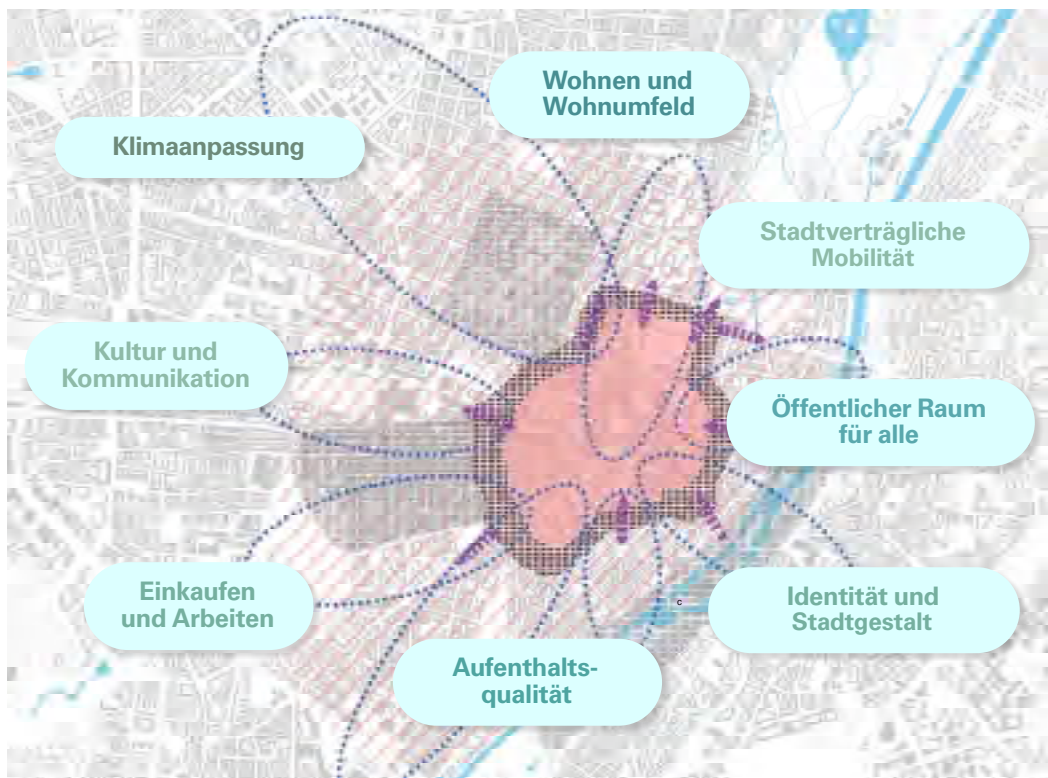 Wohnen und
Wohnumfeld
Klimaanpassung
Stadtverträgliche
Mobilität
Kultur und
Kommunikation
Öffentlicher Raum
für alle
Einkaufen
und Arbeiten
Identität und
Stadtgestalt
c
Aufenthalts-
qualität